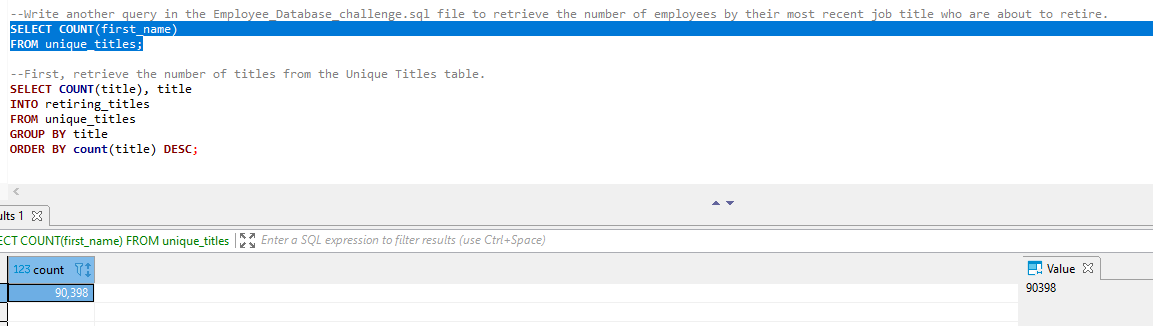 --Write another query in the Employee_Database_challenge.sql file to retrieve the number of employees by their most recent job title who are about to retire.
SELECT COUNT(first_name)
FROM unique_titles;
--First, retrieve the number of titles from the Unique Titles table.
SELECT COUNT(title), title
INTO retiring_titles
FROM unique_titles
GROUP BY title
ORDER BY count(title) DESC;
ults 1
ECT COUNT(first_name) FROM unique_titles Enter a SQL expression to filter results (use Ctrl+Space)
123 count
90,398
Value
90398